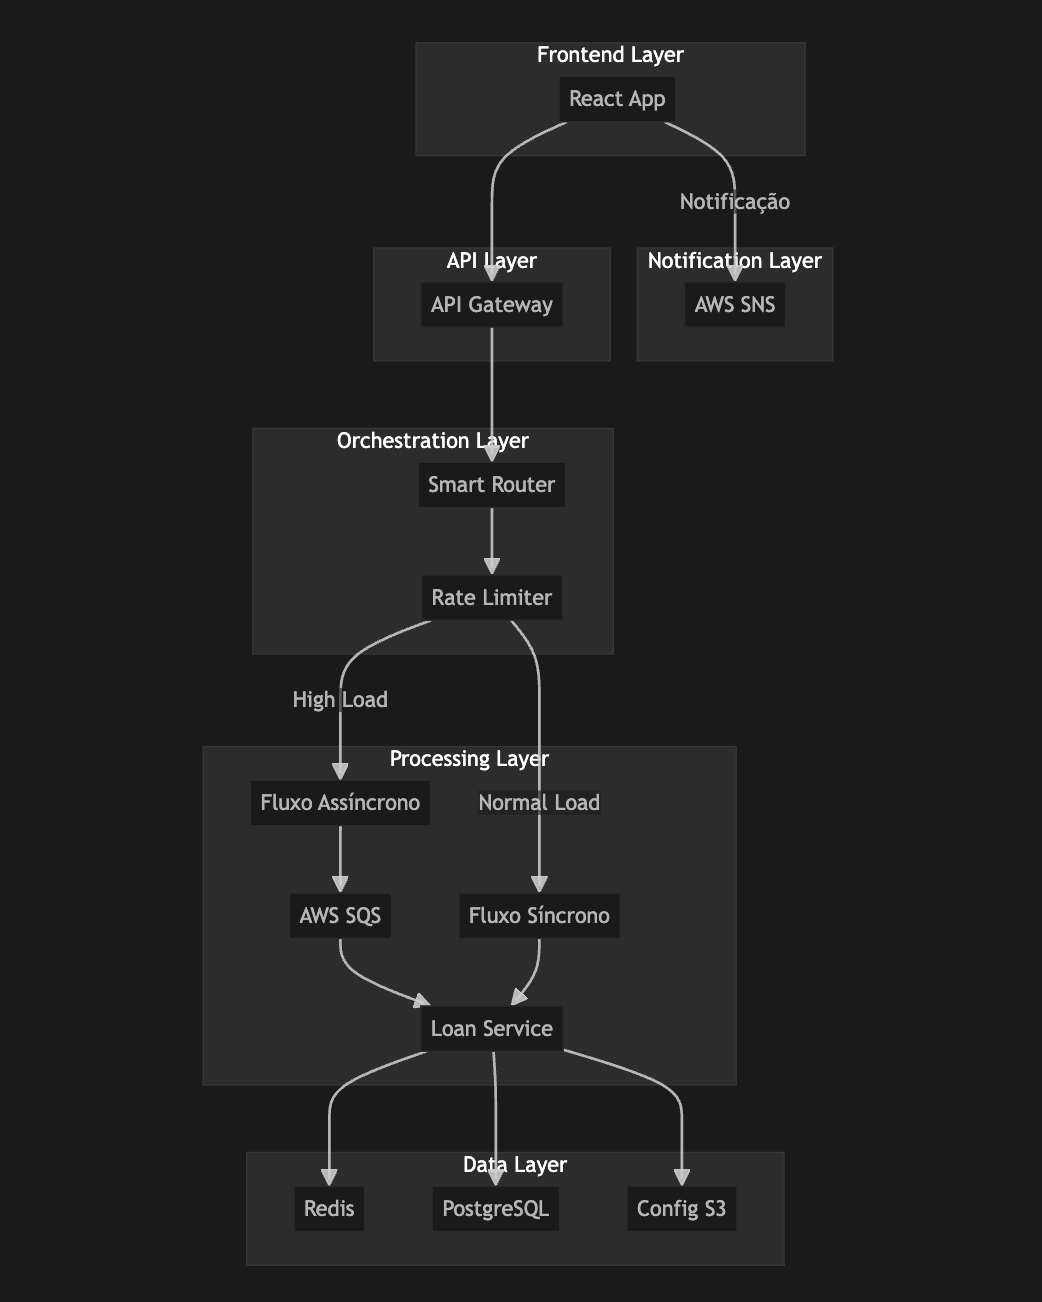 Frontend Layer
React App
Notificação
API Layer
API Gateway
Notification Layer
AWS SNS
Orchestration Layer
Smart Router
Rate Limiter
High Load
Processing Layer
Fluxo Assíncrono
Normal Load
AWS SQS
Fluxo Síncrono
Loan Service
Data Layer
Redis
PostgreSQL
Config S3